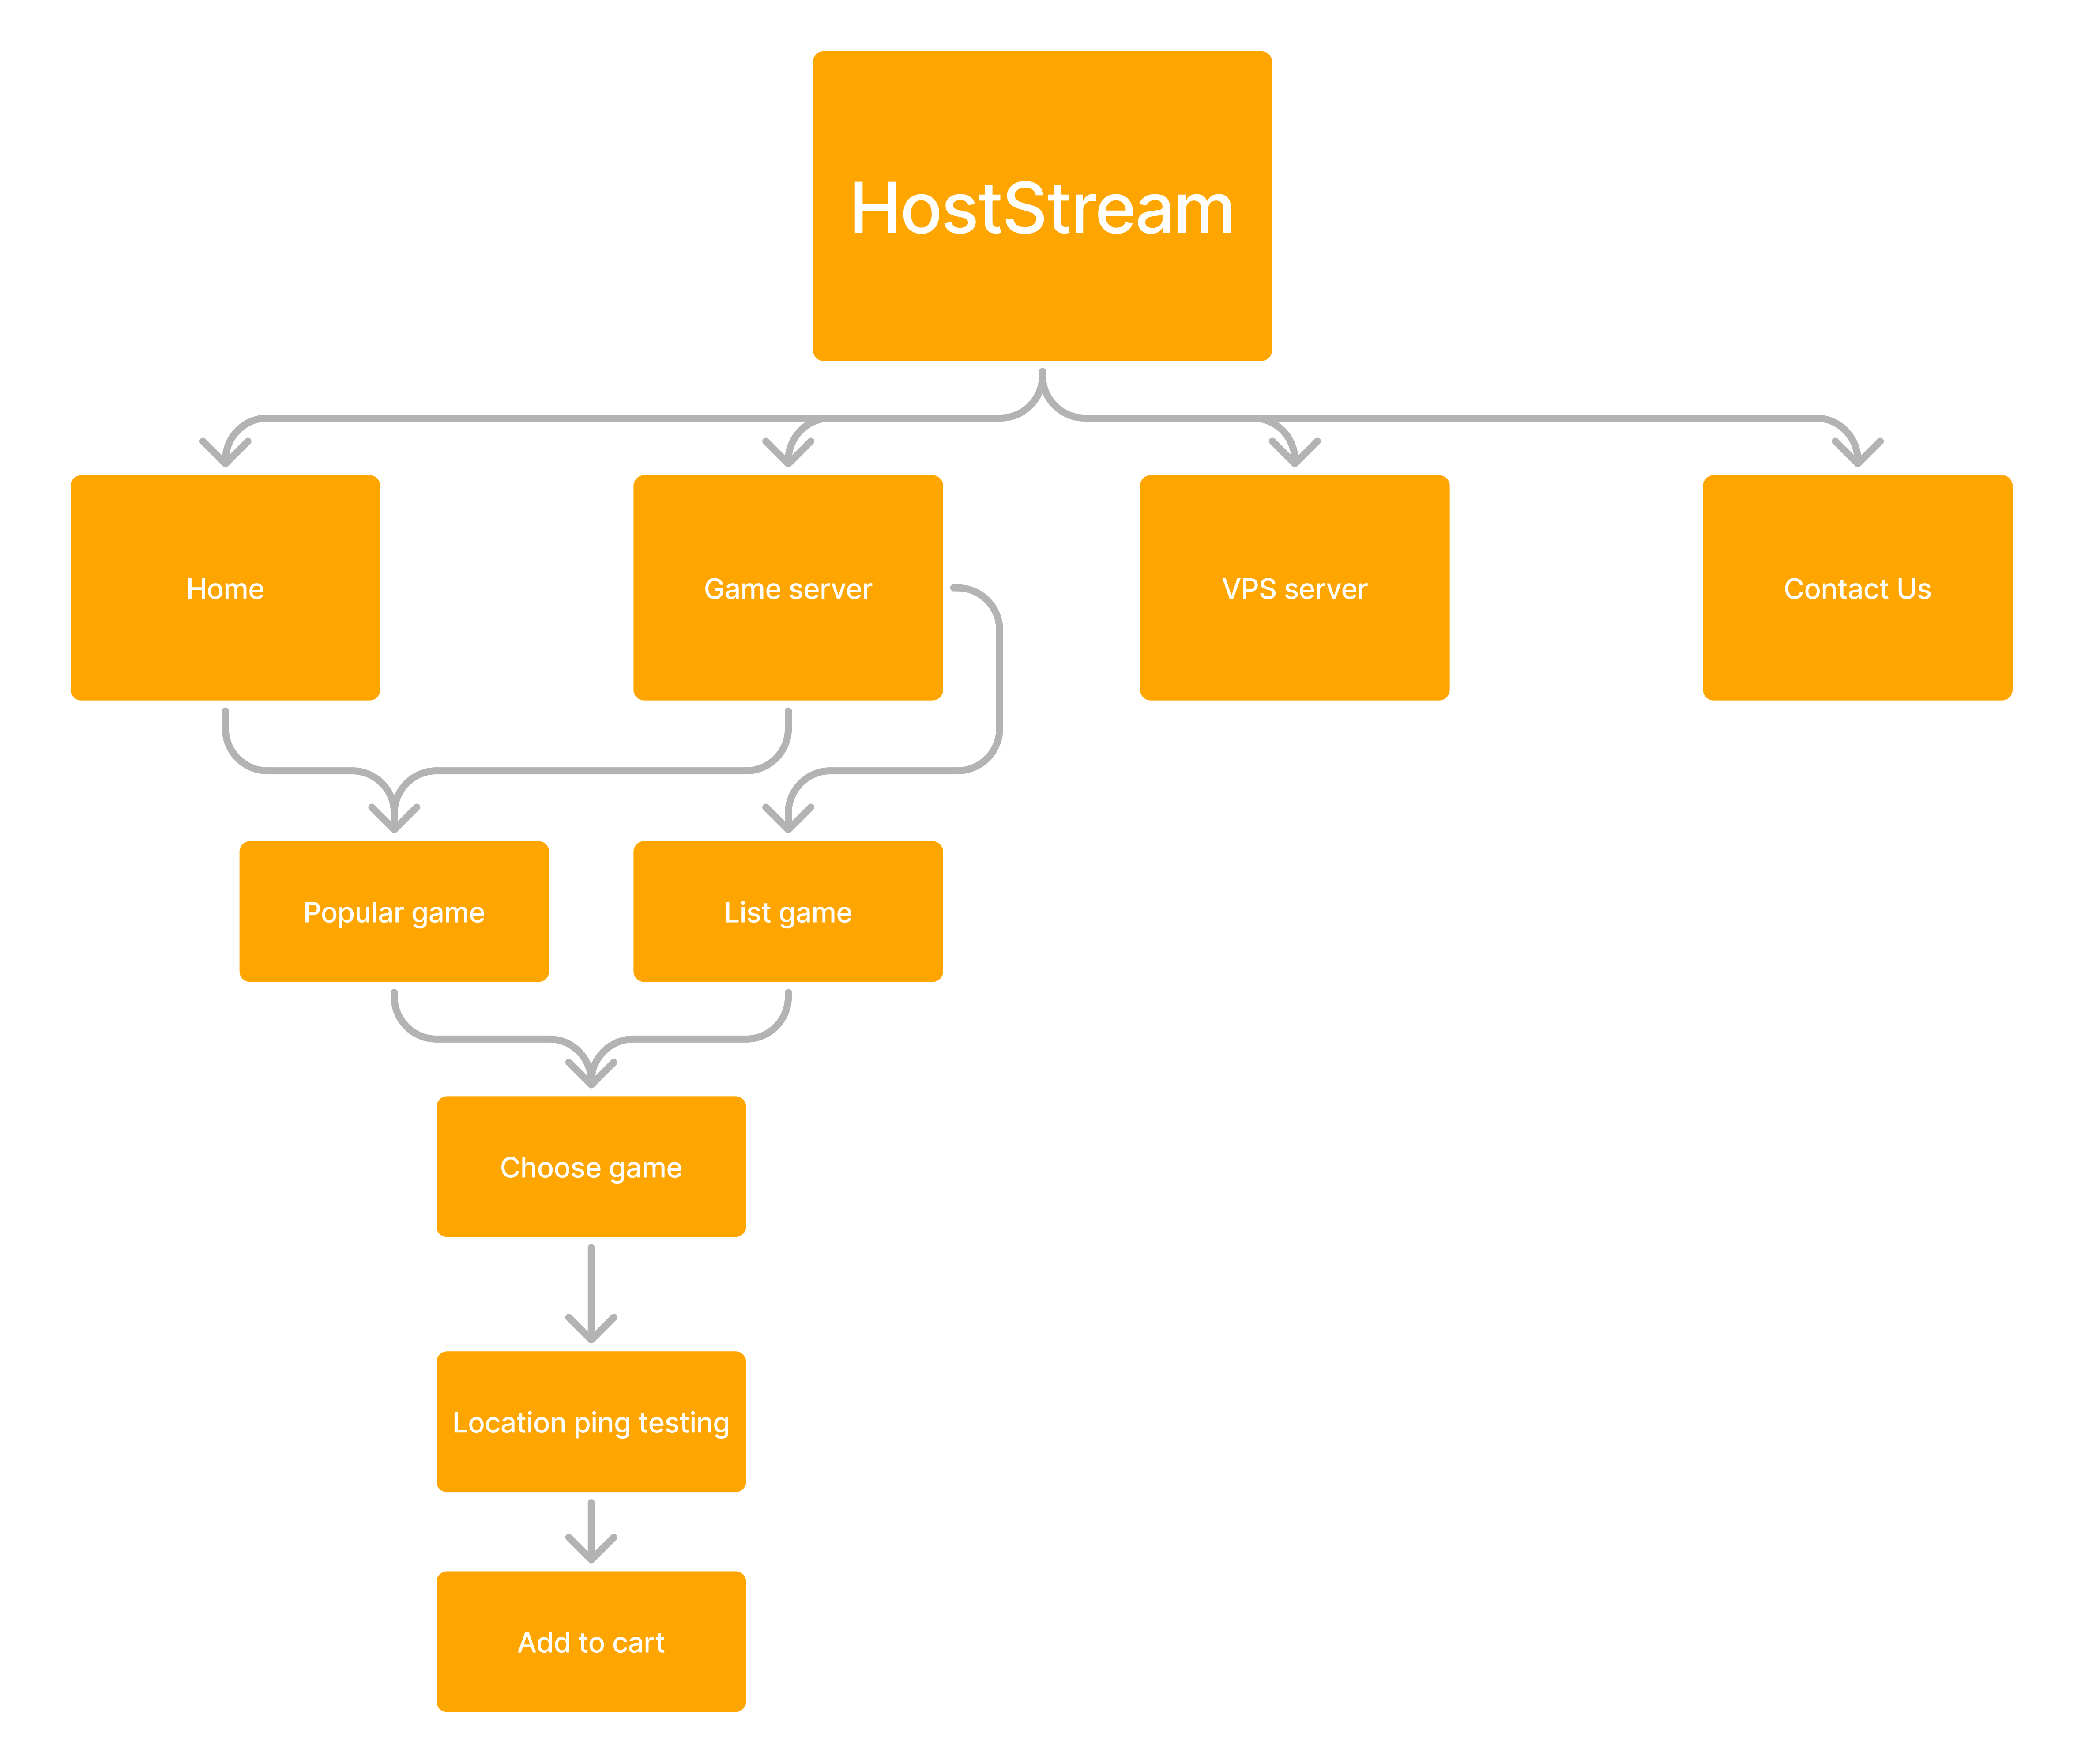 HostStream
Home
Game server
VPS server
Contact Us
Popular game
List game
Choose game
Location ping testing
Add to cart